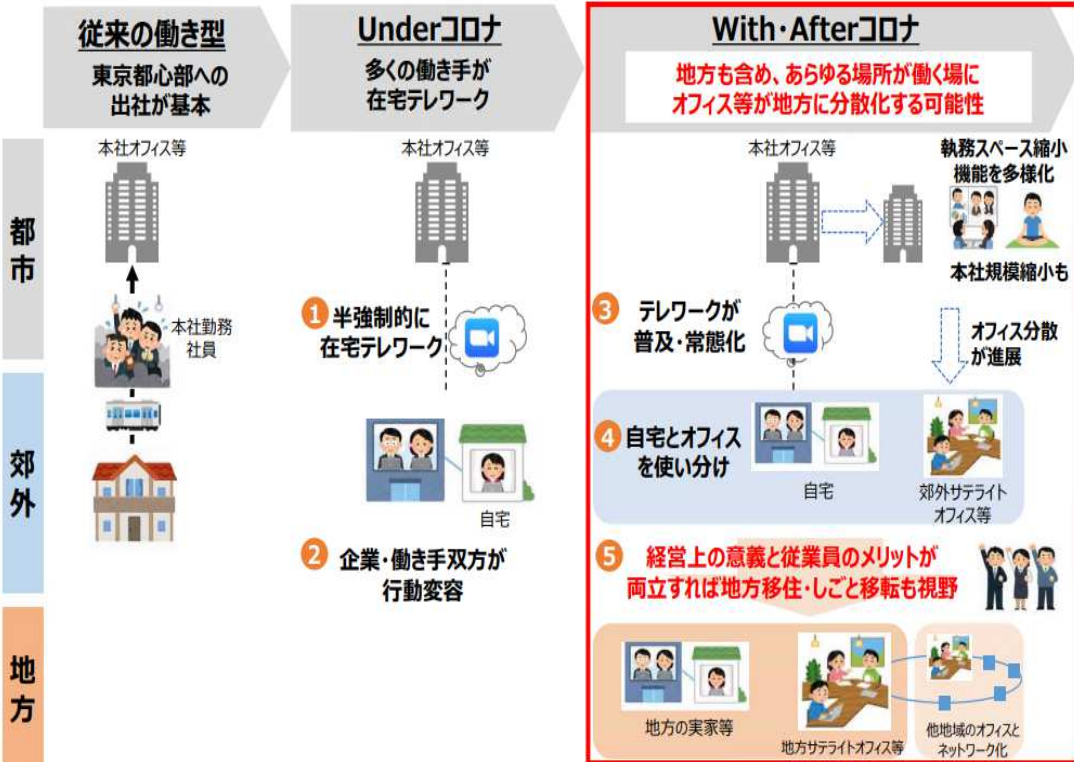 従来の働き型
東京都心部への
出社が基本
Underコロナ
多くの働き手が
在宅テレワーク
With・Afterコロナ
地方も含め、あらゆる場所が働く場に
オフィス等が地方に分散化する可能性
都市
郊外
地方
本社オフィス等
本社勤務
社員
本社オフィス等
1 半強制的に
在宅テレワーク
自宅
2 企業・働き手双方が
行動変容
本社オフィス等
執務スペース縮小
機能を多様化
本社規模縮小も
3 テレワークが
普及・常態化
オフィス分散
が進展
4 自宅とオフィス
を使い分け
自宅
郊外サテライト
オフィス等
5 経営上の意義と従業員のメリットが
両立すれば地方移住・しごと移転も視野
地方の実家等
地方サテライトオフィス等
他地域のオフィスと
ネットワーク化